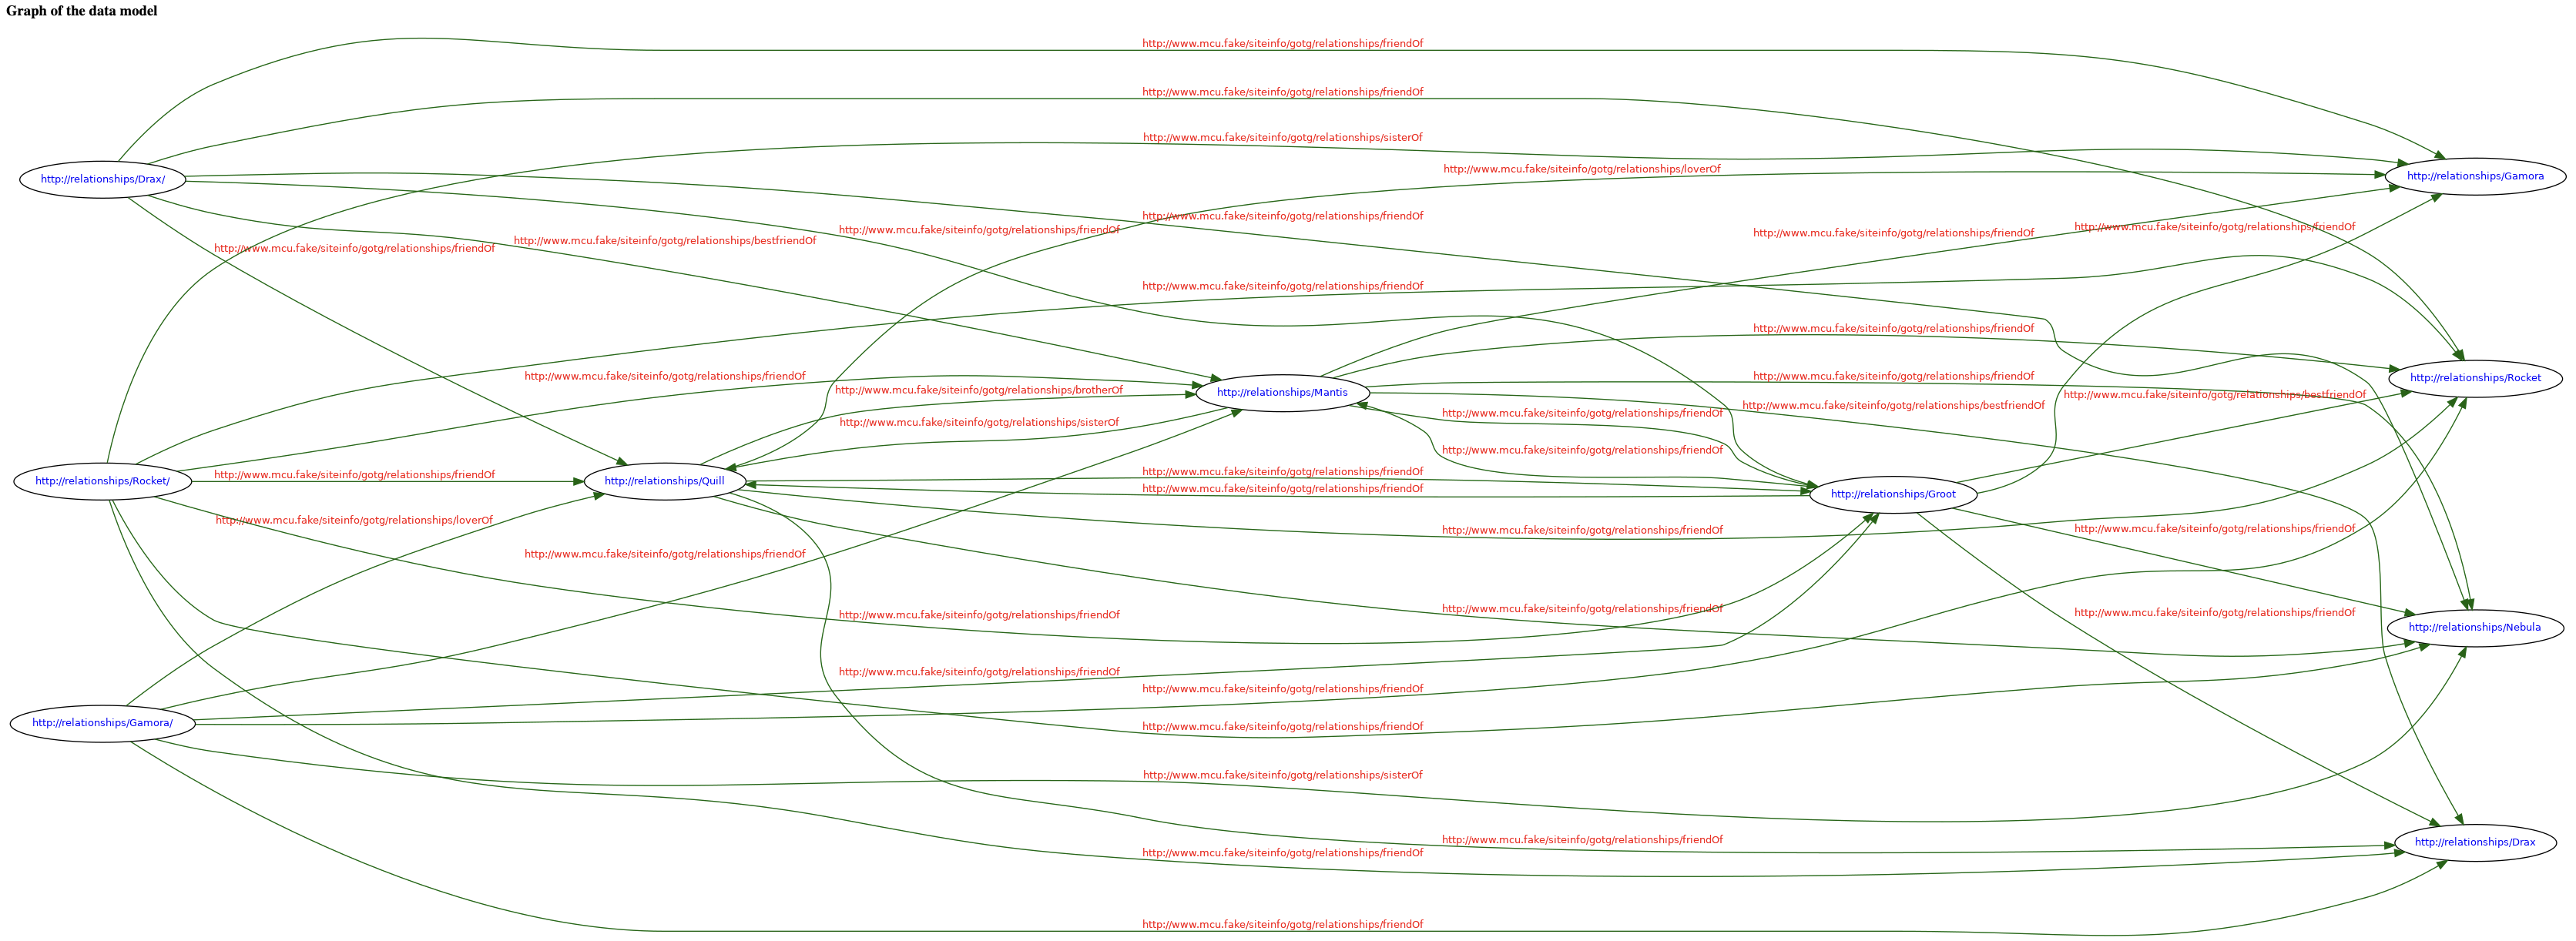 Graph of the data model
http://www.mcu.fake/siteinfo/gotg/relationships/friendOf
http://www.mcu.fake/siteinfo/gotg/relationships/friendOf
http://www.mcu.fake/siteinfo/gotg/relationships/sisterOf
http://www.mcu.fake/siteinfo/gotg/relationships/loverOf
http://relationships/Drax/
http://relationships/Gamora
http://www.mcu.fake/siteinfo/gotg/relationships/friendOf
http://www.mcu.fake/siteinfo/gotg/relationships/friendOf
http://www.mcu.fake/siteinfo/gotg/relationships/friendOf
http://www.mcu.fake/siteinfo/gotg/relationships/friendOf
http://www.mcu.fake/siteinfo/gotg/relationships/bestfriendOf
http://www.mcu.fake/siteinfo/gotg/relationships/friendOf
http://www.mcu.fake/siteinfo/gotg/relationships/friendOf
http://www.mcu.fake/siteinfo/gotg/relationships/friendOf
http://www.mcu.fake/siteinfo/gotg/relationships/friendOf
http://www.mcu.fake/siteinfo/gotg/relationships/friendOf
http://relationships/Rocket
http://www.mcu.fake/siteinfo/gotg/relationships/brotherOf
http://relationships/Mantis
http://www.mcu.fake/siteinfo/gotg/relationships/bestfriendOf
http://www.mcu.fake/siteinfo/gotg/relationships/bestfriendOf
http://www.mcu.fake/siteinfo/gotg/relationships/friendOf
http://www.mcu.fake/siteinfo/gotg/relationships/sisterOf
http://www.mcu.fake/siteinfo/gotg/relationships/friendOf
http://www.mcu.fake/siteinfo/gotg/relationships/friendOf
http://www.mcu.fake/siteinfo/gotg/relationships/friendOf
http://relationships/Rocket/
http://relationships/Quill
http://www.mcu.fake/siteinfo/gotg/relationships/friendOf
http://relationships/Groot
http://www.mcu.fake/siteinfo/gotg/relationships/loverOf
http://www.mcu.fake/siteinfo/gotg/relationships/friendOf
http://www.mcu.fake/siteinfo/gotg/relationships/friendOf
http://www.mcu.fake/siteinfo/gotg/relationships/friendOf
http://www.mcu.fake/siteinfo/gotg/relationships/friendOf
http://www.mcu.fake/siteinfo/gotg/relationships/friendOf
http://www.mcu.fake/siteinfo/gotg/relationships/friendOf
http://relationships/Nebula
http://www.mcu.fake/siteinfo/gotg/relationships/friendOf
http://www.mcu.fake/siteinfo/gotg/relationships/friendOf
http://relationships/Gamora/
http://www.mcu.fake/siteinfo/gotg/relationships/friendOf
http://www.mcu.fake/siteinfo/gotg/relationships/sisterOf
http://www.mcu.fake/siteinfo/gotg/relationships/friendOf
http://relationships/Drax
http://www.mcu.fake/siteinfo/gotg/relationships/friendOf
http://www.mcu.fake/siteinfo/gotg/relationships/friendOf